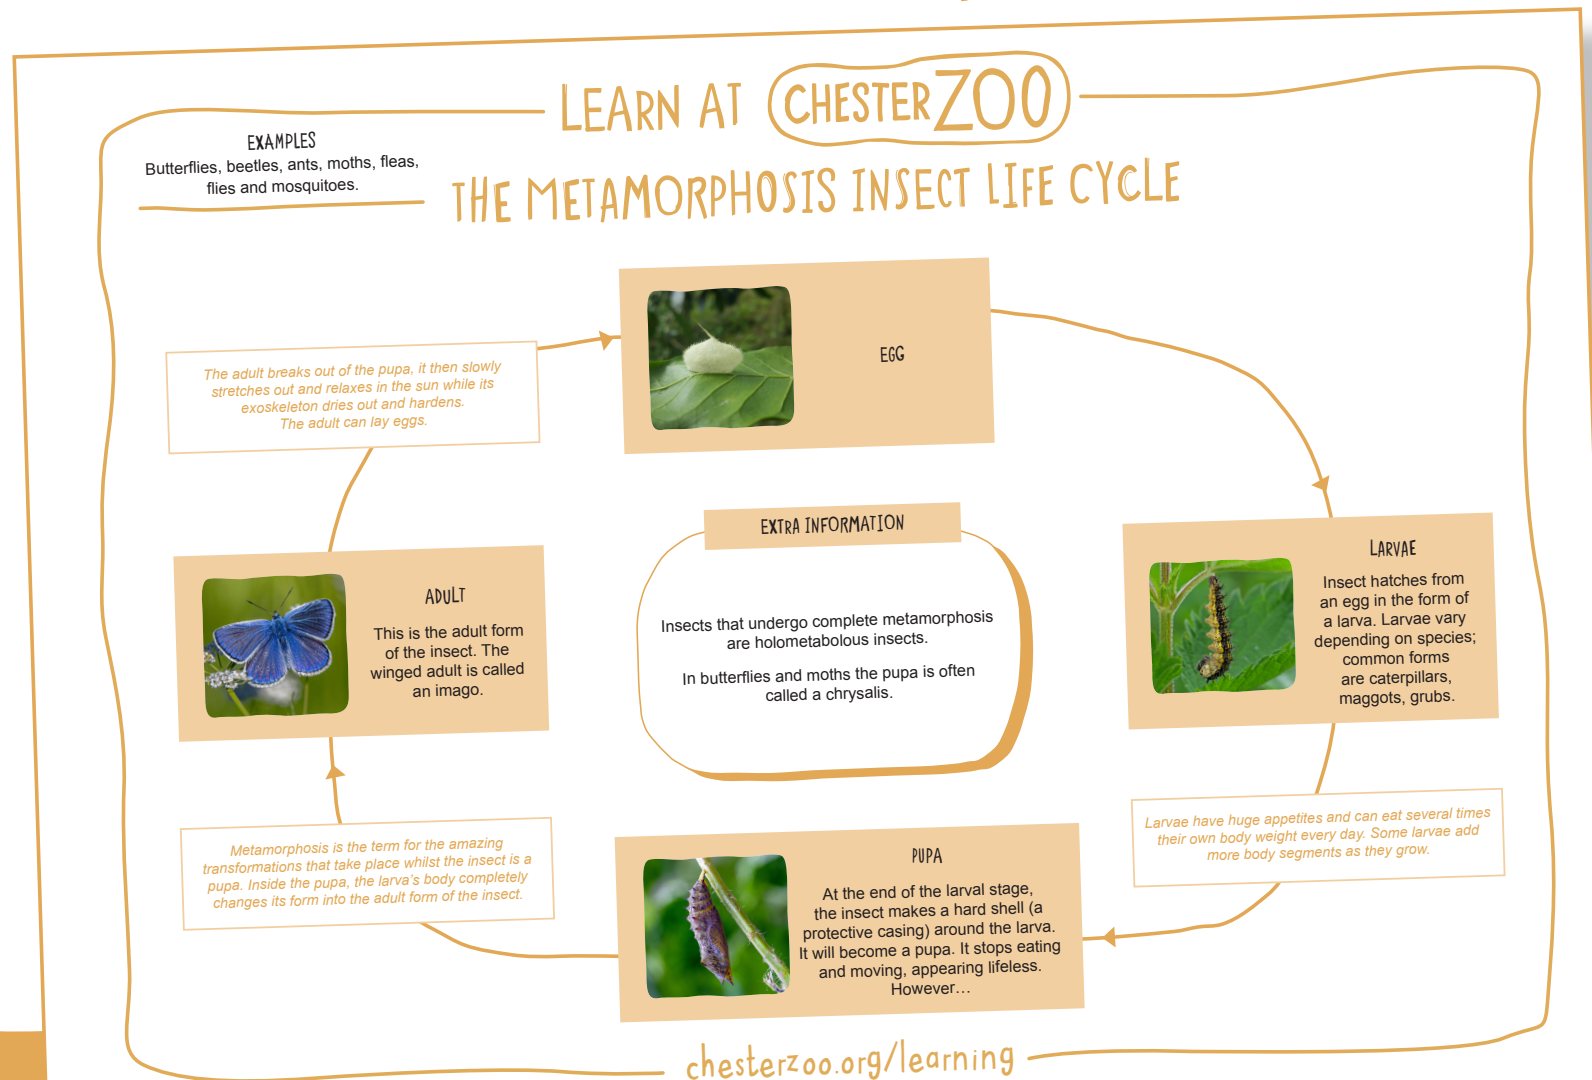 LEARN AT CHESTER ZOO
EXAMPLES
Butterflies, beetles, ants, moths, fleas,
flies and mosquitoes.
THE METAMORPHOSIS INSECT LIFE CYCLE
EGG
The adult breaks out of the pupa, it then slowly
stretches out and relaxes in the sun while its
exoskeleton dries out and hardens.
The adult can lay eggs.
EXTRA INFORMATION
Insects that undergo complete metamorphosis
are holometabolous insects.
In butterflies and moths the pupa is often
called a chrysalis.
LARVAE
Insect hatches from
an egg in the form of
a larva. Larvae vary
depending on species;
common forms
are caterpillars,
maggots, grubs.
ADULT
This is the adult form
of the insect. The
winged adult is called
an imago.
Larvae have huge appetites and can eat several times
their own body weight every day. Some larvae add
more body segments as they grow.
Metamorphosis is the term for the amazing
transformations that take place whilst the insect is a
pupa. Inside the pupa, the larva's body completely
changes its form into the adult form of the insect.
PUPA
At the end of the larval stage,
the insect makes a hard shell (a
protective casing) around the larva.
It will become a pupa. It stops eating
and moving, appearing lifeless.
However…
chesterzoo.org/learning